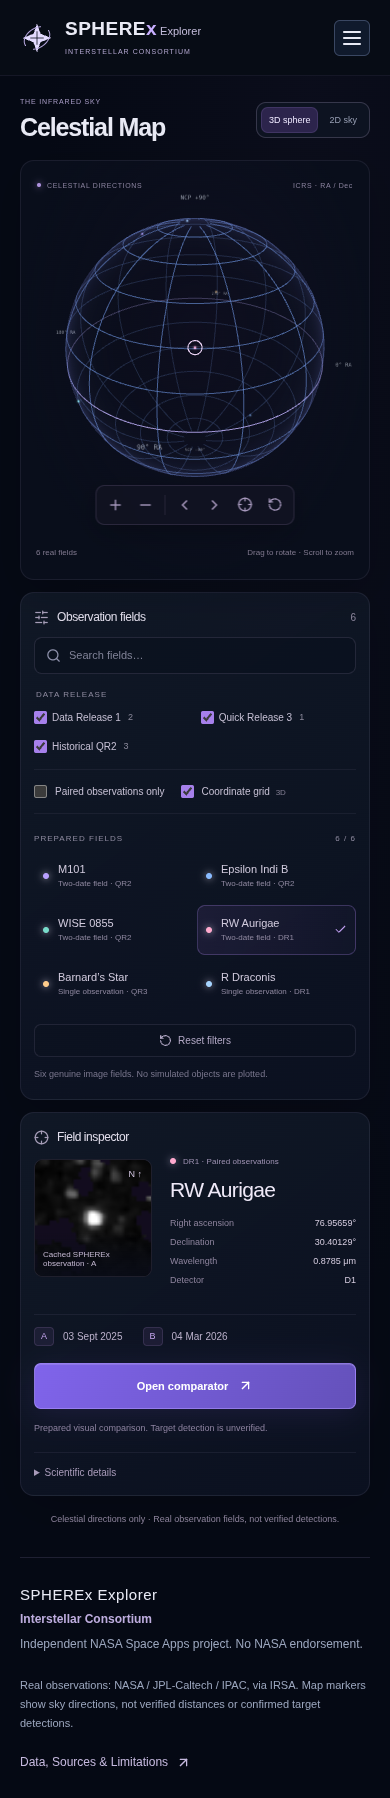 SPHEREx Explorer
INTERSTELLAR CONSORTIUM
THE INFRARED SKY
Celestial Map
3D sphere
2D sky
CELESTIAL DIRECTIONS
ICRS · RA / Dec
NCP +90°
180° RA
0° RA
90° RA
6 real fields
Drag to rotate · Scroll to zoom
Observation fields
6
Search fields…
DATA RELEASE
Data Release 1 2
Quick Release 3 1
Historical QR2 3
Paired observations only
Coordinate grid 3D
PREPARED FIELDS
6 / 6
M101
Two-date field · QR2
Epsilon Indi B
Two-date field · QR2
WISE 0855
Two-date field · QR2
RW Aurigae
Two-date field · DR1
Barnard’s Star
Single observation · QR3
R Draconis
Single observation · DR1
Reset filters
Six genuine image fields. No simulated objects are plotted.
Field inspector
N ↑
Cached SPHEREx
observation · A
DR1 · Paired observations
RW Aurigae
Right ascension 76.95659°
Declination 30.40129°
Wavelength 0.8785 µm
Detector D1
A 03 Sept 2025
B 04 Mar 2026
Open comparator
Prepared visual comparison. Target detection is unverified.
Scientific details
Celestial directions only · Real observation fields, not verified detections.
SPHEREx Explorer
Interstellar Consortium
Independent NASA Space Apps project. No NASA endorsement.
Real observations: NASA / JPL-Caltech / IPAC, via IRSA. Map markers
show sky directions, not verified distances or confirmed target
detections.
Data, Sources & Limitations